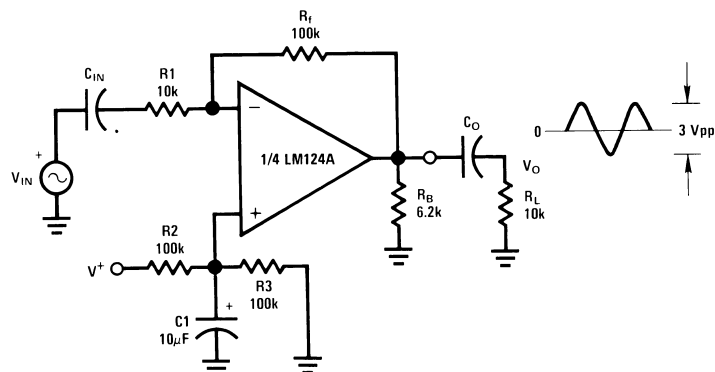 Rf
100k
CIN
R1
10k
+
VIN
−
1/4 LM124A
+
CO
0
3 Vpp
VO
RB
6.2k
RL
10k
R2
100k
V+
R3
100k
+
C1
10μF